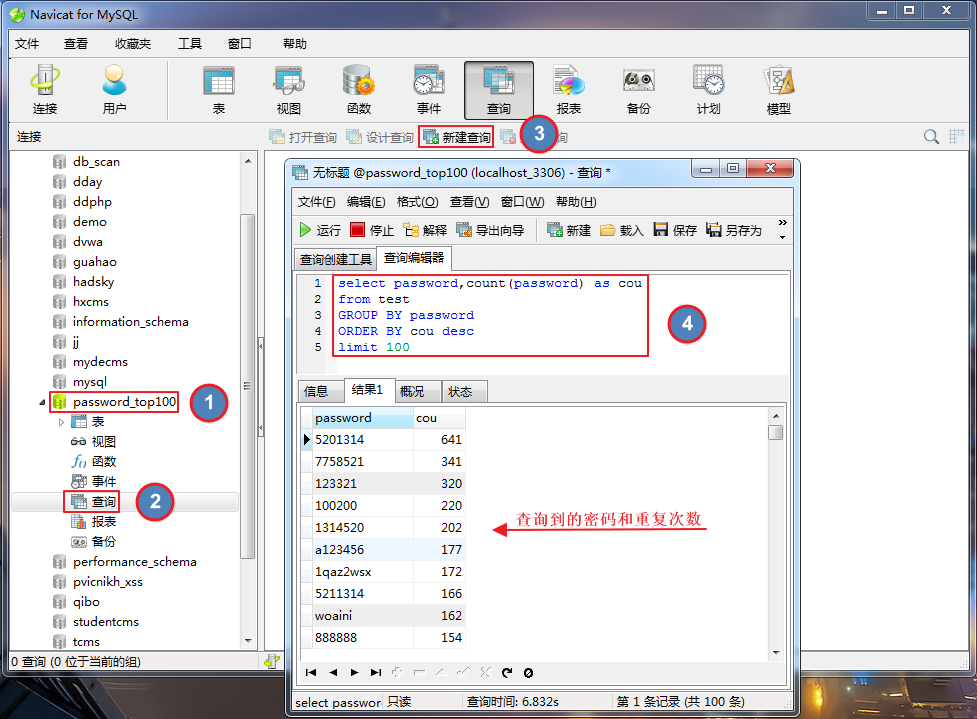 Navicat for MySQL
文件 查看 收藏夹 工具 窗口 帮助
连接 用户 表 视图 函数 事件 查询 报表 备份 计划 模型
连接 打开查询 设计查询 新建查询 3 询
db_scan
dday
ddphp
demo
dvwa
guahao
hadsky
hxcms
information_schema
jj
mydecms
mysql
password_top100 1
表
视图
函数
事件
查询 2
报表
备份
performance_schema
pvicnikh_xss
qibo
studentcms
tcms
0 查询 (0 位于当前的组)
无标题 @password_top100 (localhost_3306) - 查询 *
文件(F) 编辑(E) 格式(O) 查看(V) 窗口(W) 帮助(H)
运行 停止 解释 导出向导 新建 载入 保存 另存为
查询创建工具 查询编辑器
1 select password,count(password) as cou
2 from test
3 GROUP BY password
4 ORDER BY cou desc
5 limit 100
4
信息 结果1 概况 状态
password cou
5201314 641
7758521 341
123321 320
100200 220
1314520 202
a123456 177
1qaz2wsx 172
5211314 166
woaini 162
888888 154
查询到的密码和重复次数
select passwor 只读 查询时间: 6.832s 第 1 条记录 (共 100 条)